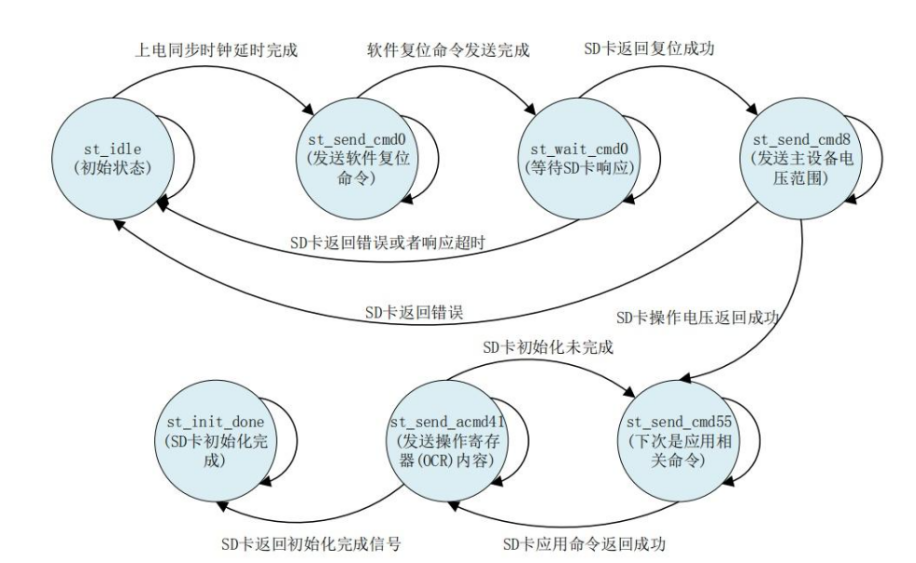 上电同步时钟延时完成
软件复位命令发送完成
SD卡返回复位成功
st_idle
(初始状态)
st_send_cmd0
(发送软件复位
命令)
st_wait_cmd0
(等待SD卡响应)
st_send_cmd8
(发送主设备电
压范围)
SD卡返回错误或者响应超时
SD卡返回错误
SD卡操作电压返回成功
SD卡初始化未完成
st_init_done
(SD卡初始化完
成)
st_send_acmd41
(发送操作寄存
器(OCR)内容)
st_send_cmd55
(下次是应用相
关命令)
SD卡返回初始化完成信号
SD卡应用命令返回成功